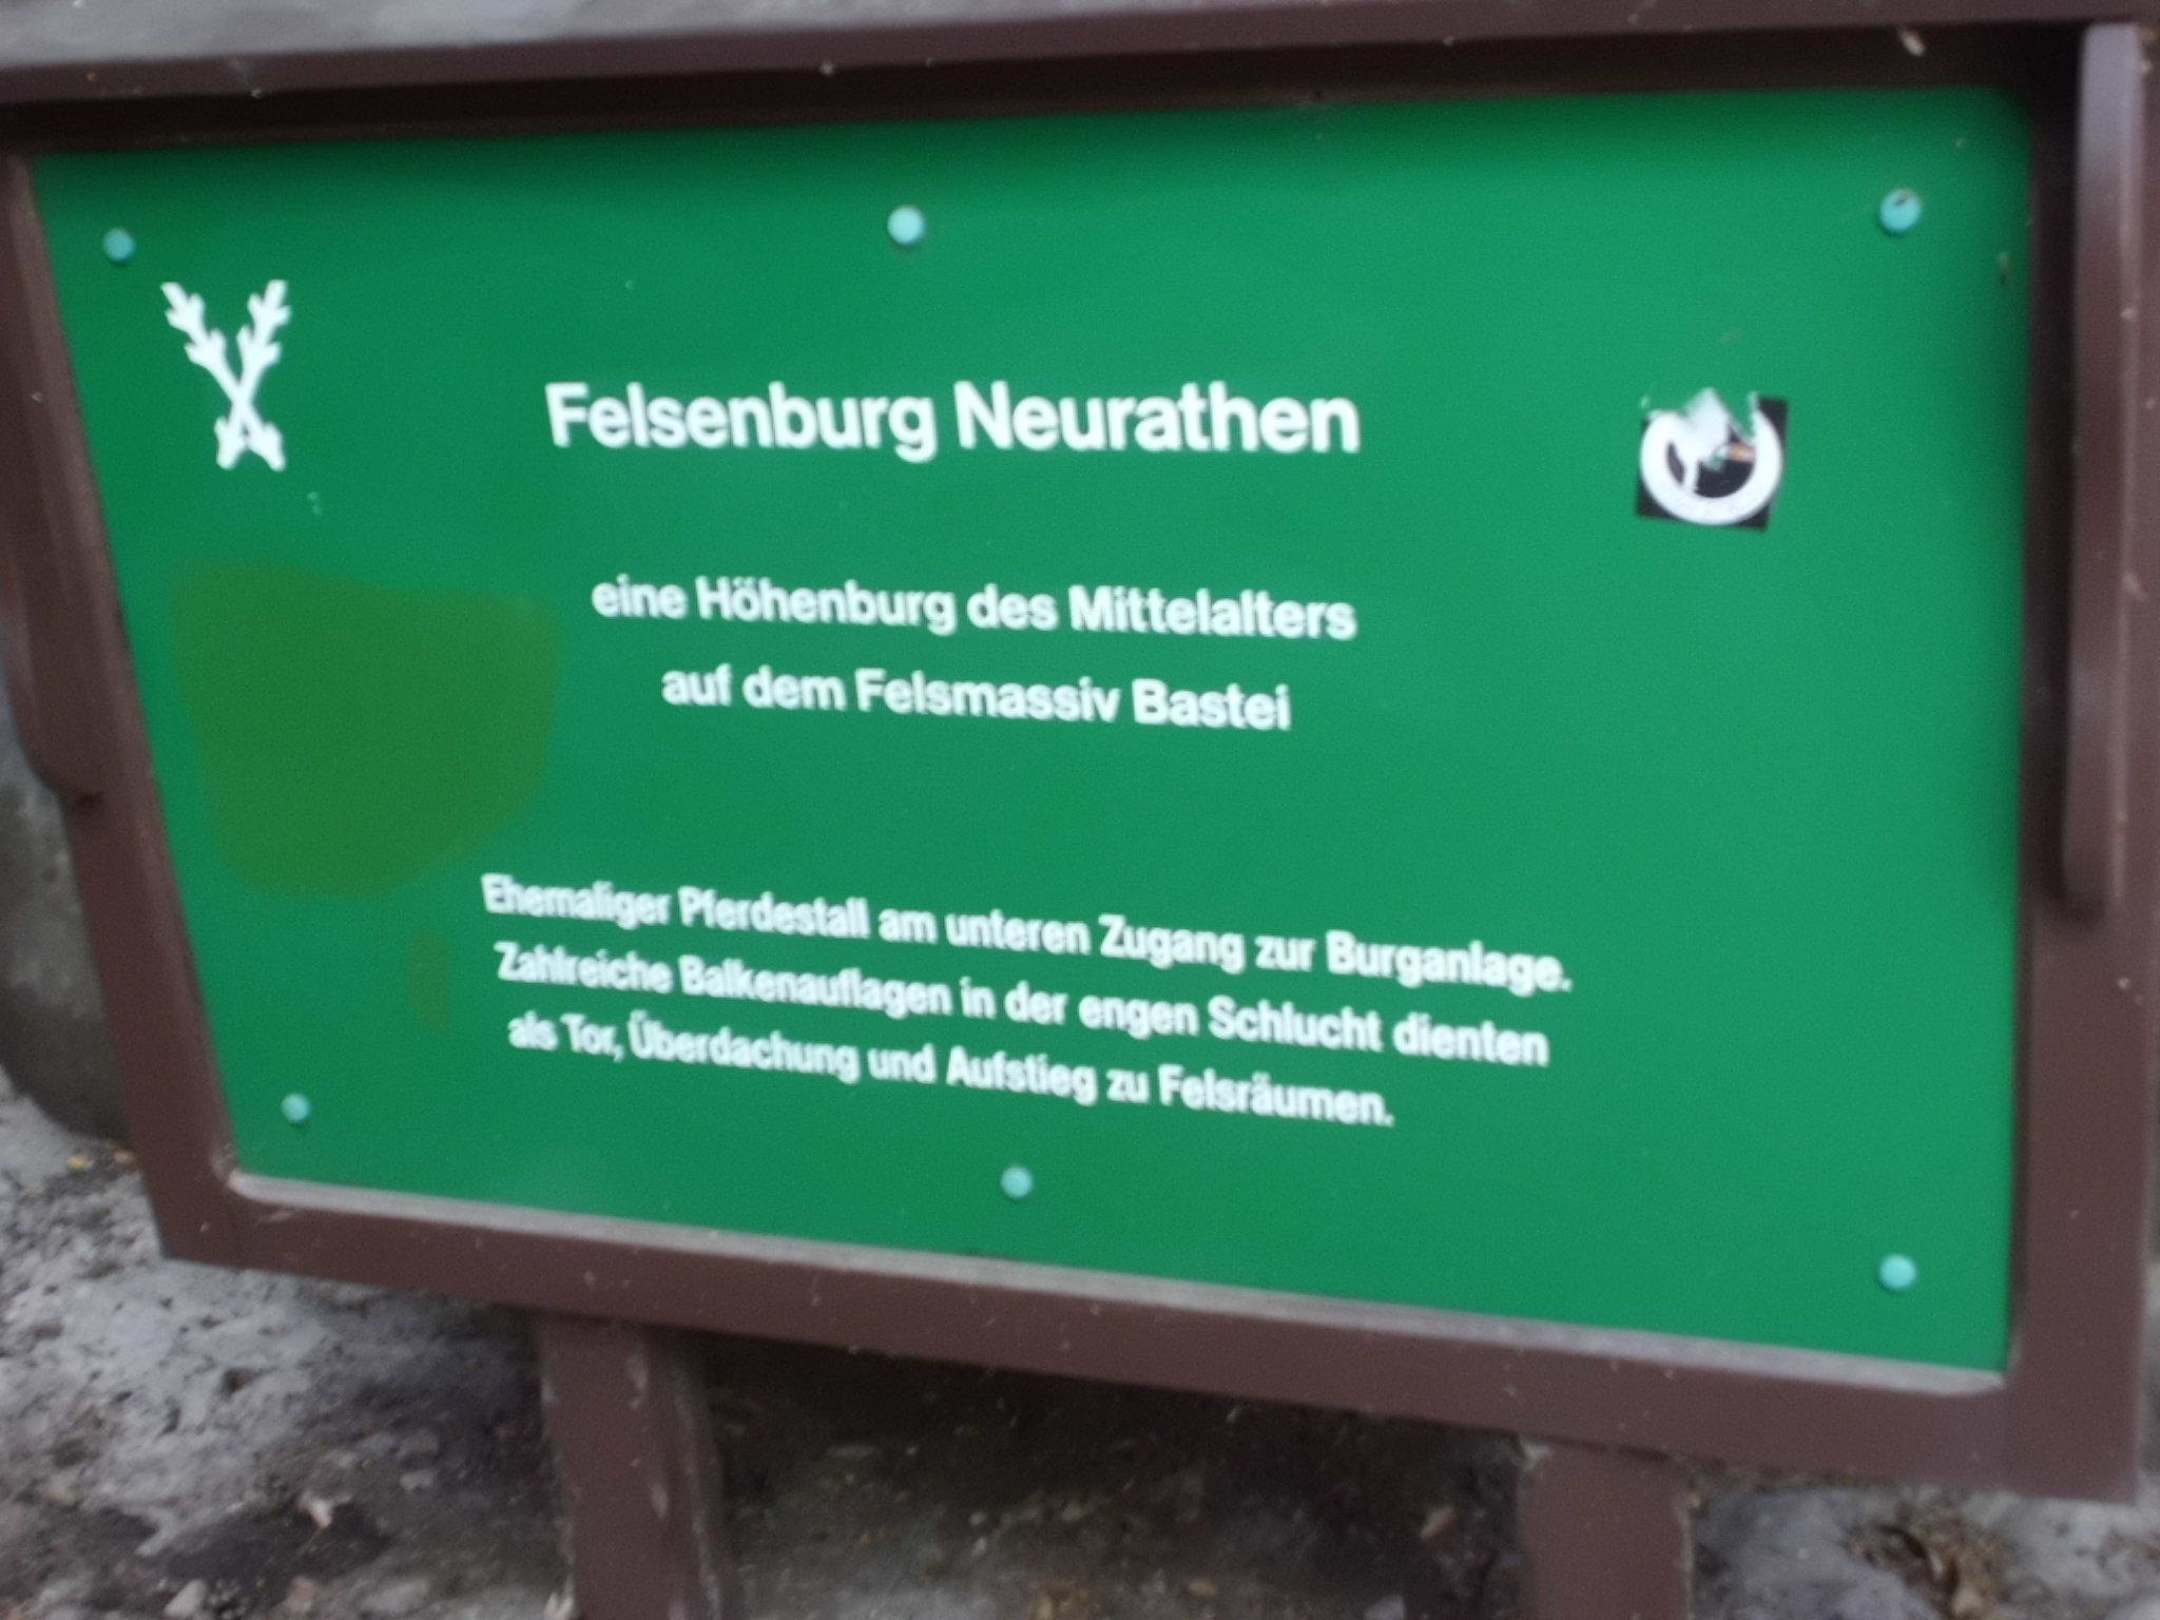 Felsenburg Neurathen
eine Höhenburg des Mittelalters
auf dem Felsmassiv Bastei
Ehemaliger Pferdestall am unteren Zugang zur Burganlage.
Zahlreiche Balkenauflagen in der engen Schlucht dienten
als Tor, Überdachung und Aufstieg zu Felsräumen.